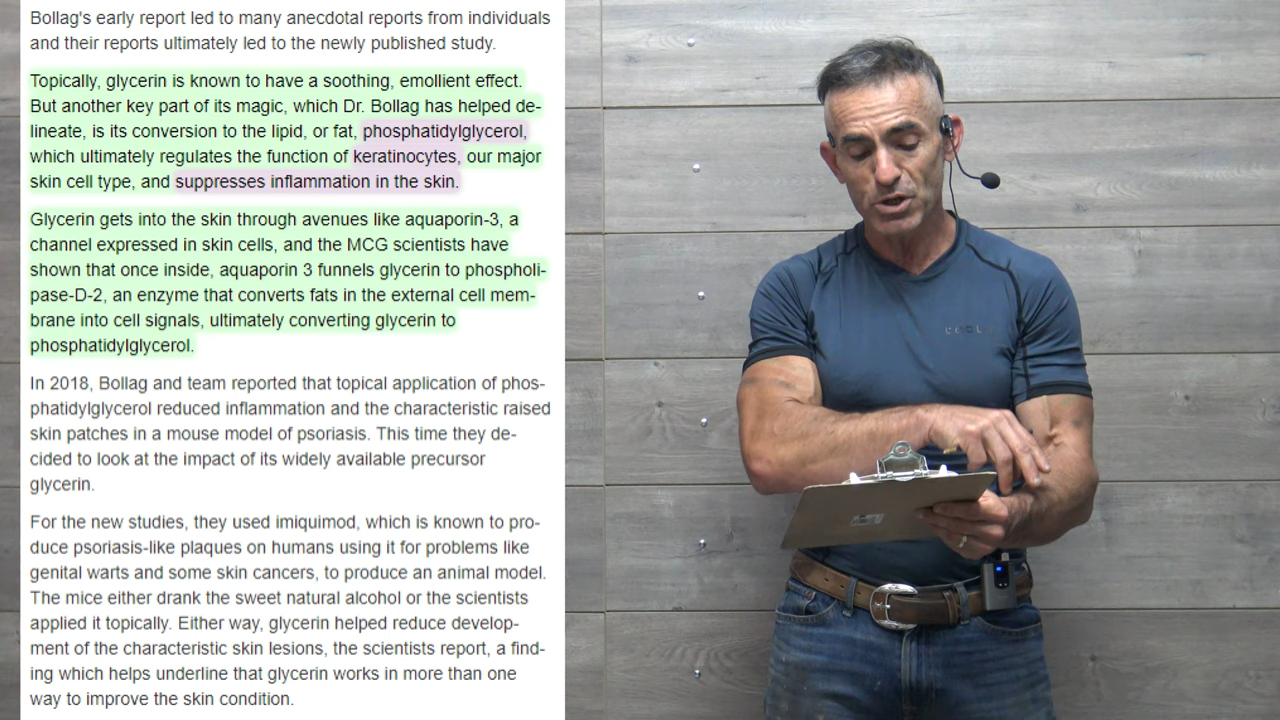 Bollag's early report led to many anecdotal reports from individuals
and their reports ultimately led to the newly published study.
Topically, glycerin is known to have a soothing, emollient effect.
But another key part of its magic, which Dr. Bollag has helped de-
lineate, is its conversion to the lipid, or fat, phosphatidylglycerol,
which ultimately regulates the function of keratinocytes, our major
skin cell type, and suppresses inflammation in the skin.
Glycerin gets into the skin through avenues like aquaporin-3, a
channel expressed in skin cells, and the MCG scientists have
shown that once inside, aquaporin 3 funnels glycerin to phospholi-
pase-D-2, an enzyme that converts fats in the external cell mem-
brane into cell signals, ultimately converting glycerin to
phosphatidylglycerol.
In 2018, Bollag and team reported that topical application of phos-
phatidylglycerol reduced inflammation and the characteristic raised
skin patches in a mouse model of psoriasis. This time they de-
cided to look at the impact of its widely available precursor
glycerin.
For the new studies, they used imiquimod, which is known to pro-
duce psoriasis-like plaques on humans using it for problems like
genital warts and some skin cancers, to produce an animal model.
The mice either drank the sweet natural alcohol or the scientists
applied it topically. Either way, glycerin helped reduce develop-
ment of the characteristic skin lesions, the scientists report, a find-
ing which helps underline that glycerin works in more than one
way to improve the skin condition.